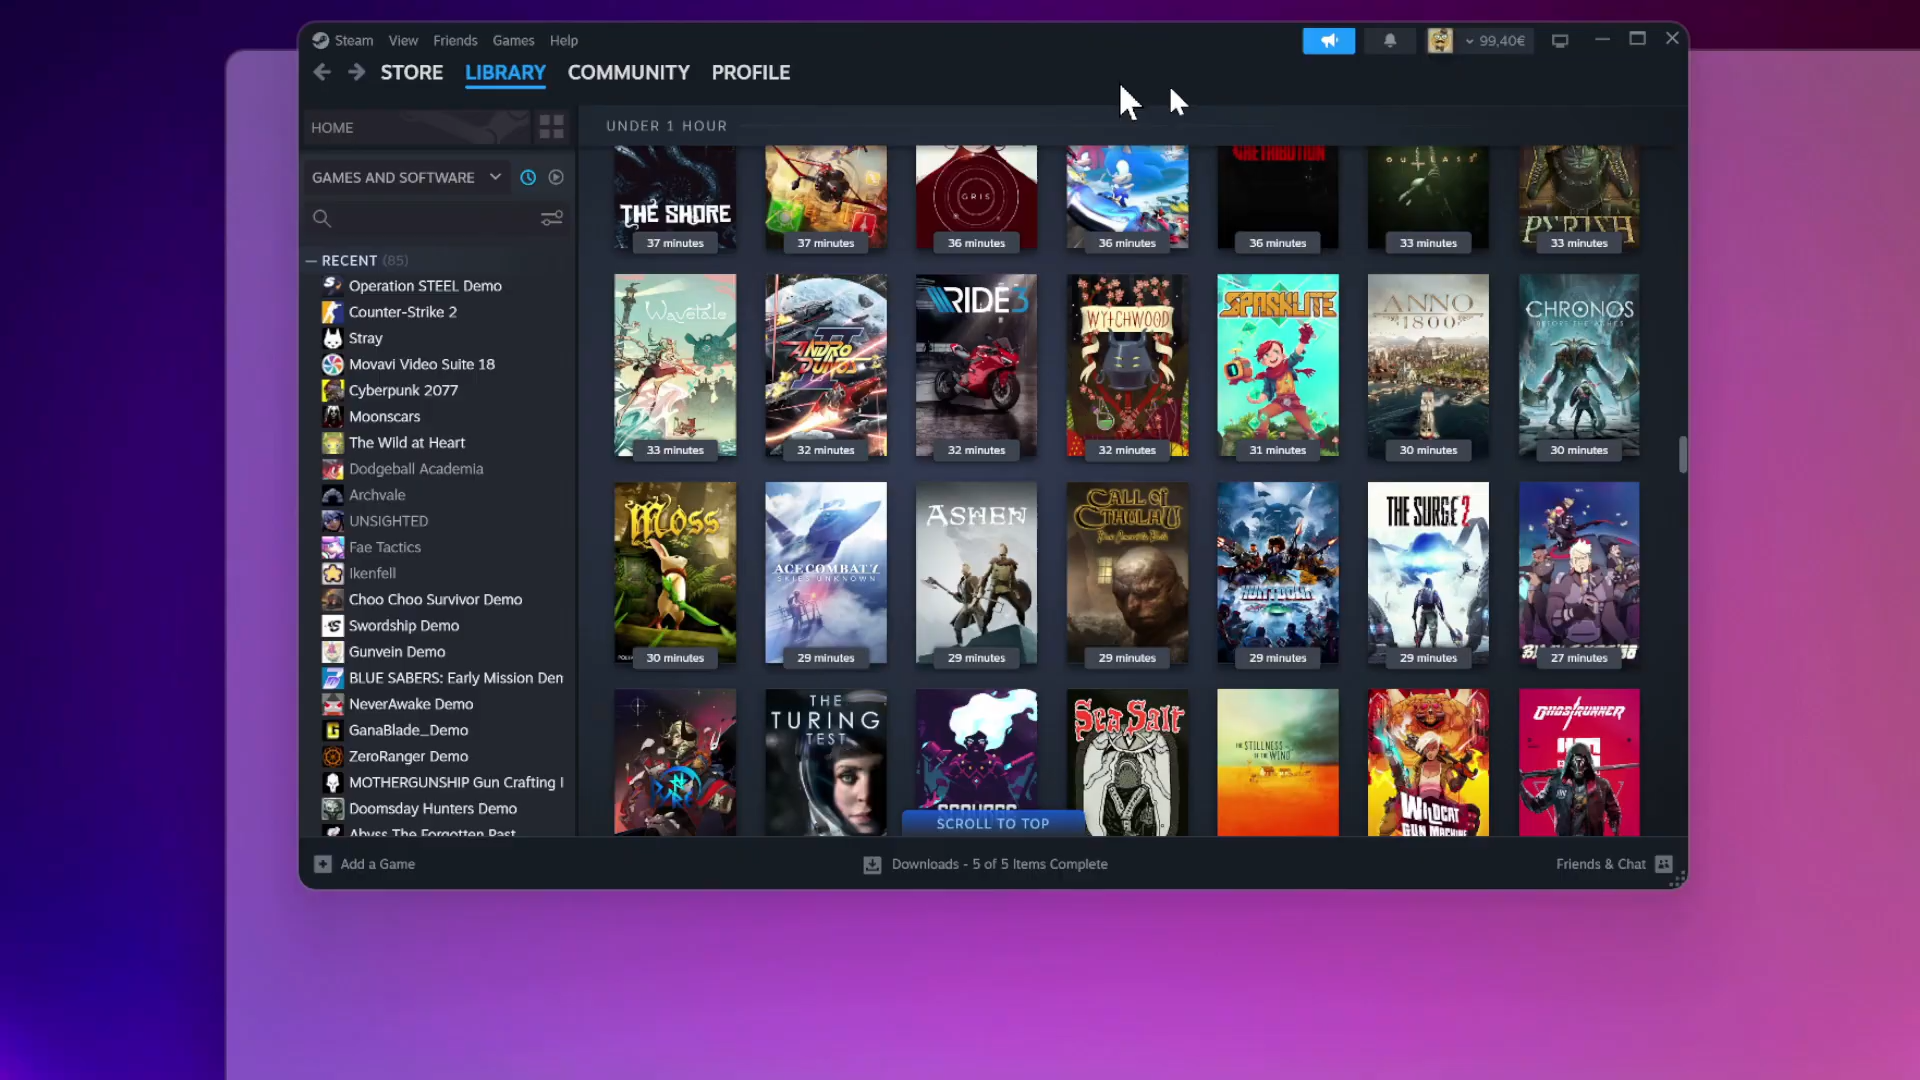 Steam View Friends Games Help
99,40€
STORE LIBRARY COMMUNITY PROFILE
HOME
UNDER 1 HOUR
GAMES AND SOFTWARE
— RECENT (85)
Operation STEEL Demo
Counter-Strike 2
Stray
Movavi Video Suite 18
Cyberpunk 2077
Moonscars
The Wild at Heart
Dodgeball Academia
Archvale
UNSIGHTED
Fae Tactics
Ikenfell
Choo Choo Survivor Demo
Swordship Demo
Gunvein Demo
BLUE SABERS: Early Mission Den
NeverAwake Demo
GanaBlade_Demo
ZeroRanger Demo
MOTHERGUNSHIP Gun Crafting
Doomsday Hunters Demo
Abyss The Forgotten Past
THE SHORE
GRIS
RETRIBUTION
OUTLAST
37 minutes 37 minutes 36 minutes 36 minutes 36 minutes 33 minutes 33 minutes
Wavetale
ANDRO DUNOS II
RIDE 3
WYTCHWOOD
SPARKLITE
ANNO 1800
CHRONOS
BEFORE THE ASHES
33 minutes 32 minutes 32 minutes 32 minutes 31 minutes 30 minutes 30 minutes
Moss
ACE COMBAT 7
SKIES UNKNOWN
ASHEN
CALL OF CTHULHU
HUNTDOWN
THE SURGE 2
30 minutes 29 minutes 29 minutes 29 minutes 29 minutes 29 minutes 27 minutes
THE TURING TEST
Sea Salt
THE STILLNESS OF THE WIND
WILDCAT GUN MACHINE
GHOSTRUNNER
SCROLL TO TOP
Add a Game
Downloads - 5 of 5 Items Complete
Friends & Chat